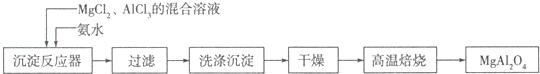 MgCl2、AlCl3的混合溶液
氨水
沉淀反应器
过滤
洗涤沉淀
干燥
高温焙烧
MgAl2O4